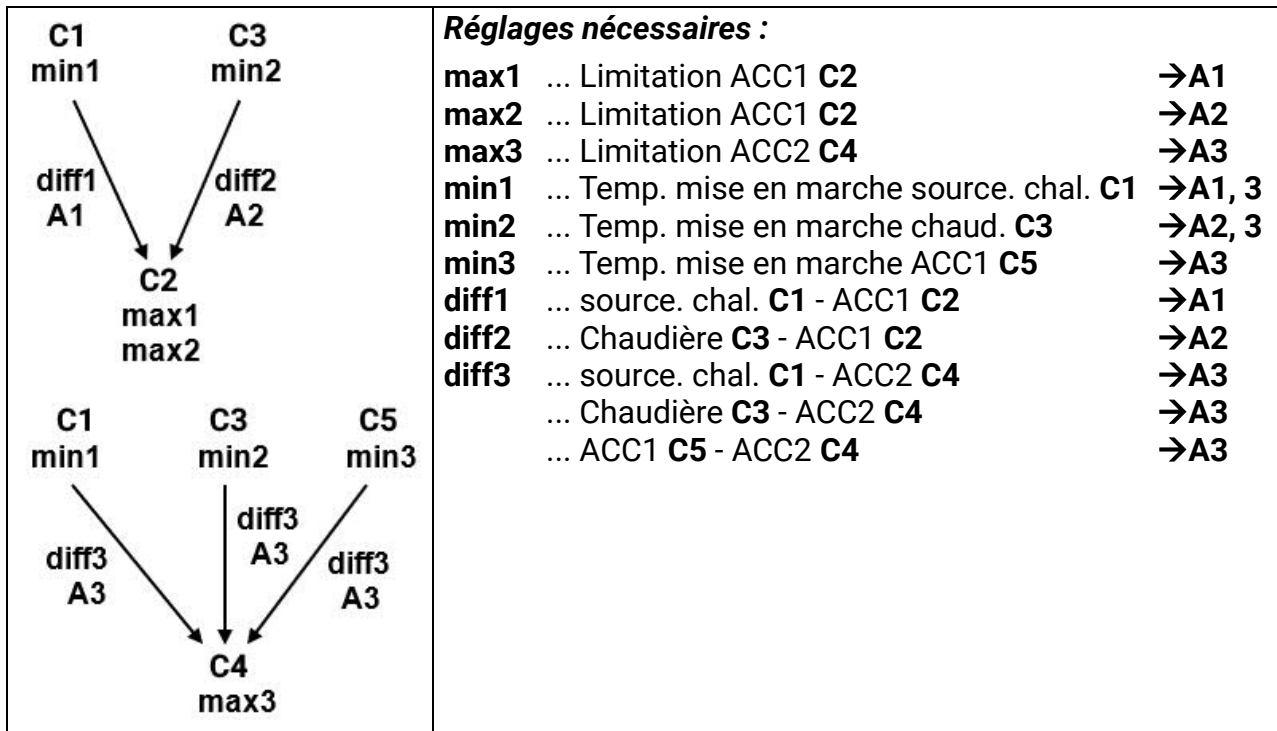 C1 C3
min1 min2
diff1 diff2
A1 A2
C2
max1
max2
C1 C3 C5
min1 min2 min3
diff3
A3
diff3
A3
diff3
A3
C4
max3
Réglages nécessaires :
max1 ... Limitation ACC1 C2 →A1
max2 ... Limitation ACC1 C2 →A2
max3 ... Limitation ACC2 C4 →A3
min1 ... Temp. mise en marche source. chal. C1 →A1, 3
min2 ... Temp. mise en marche chaud. C3 →A2, 3
min3 ... Temp. mise en marche ACC1 C5 →A3
diff1 ... source. chal. C1 - ACC1 C2 →A1
diff2 ... Chaudière C3 - ACC1 C2 →A2
diff3 ... source. chal. C1 - ACC2 C4 →A3
... Chaudière C3 - ACC2 C4 →A3
... ACC1 C5 - ACC2 C4 →A3